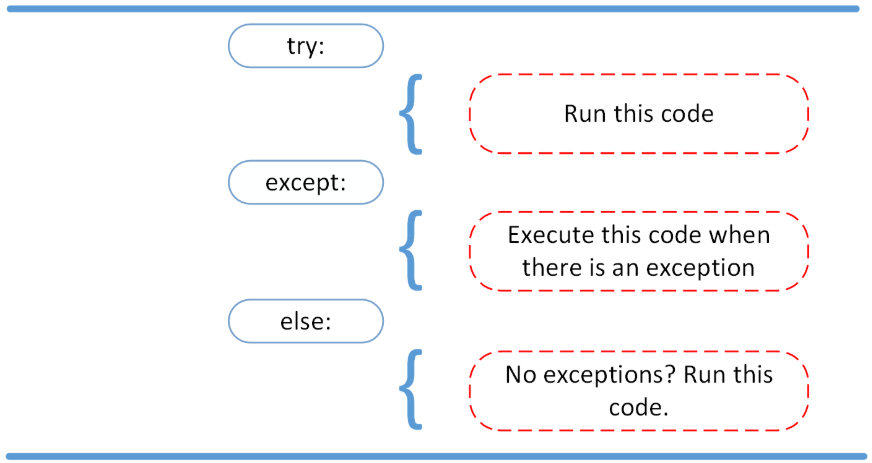 try:
Run this code
except:
Execute this code when
there is an exception
else:
No exceptions? Run this
code.